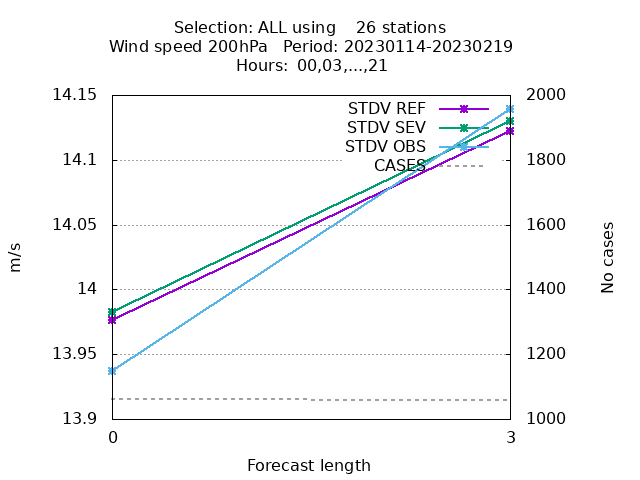 Selection: ALL using    26 stations
Wind speed 200hPa   Period: 20230114-20230219
Hours:  00,03,...,21
14.15
14.1
14.05
14
13.95
13.9
m/s
STDV REF
STDV SEV
STDV OBS
CASES
2000
1800
1600
1400
1200
1000
No cases
0
3
Forecast length